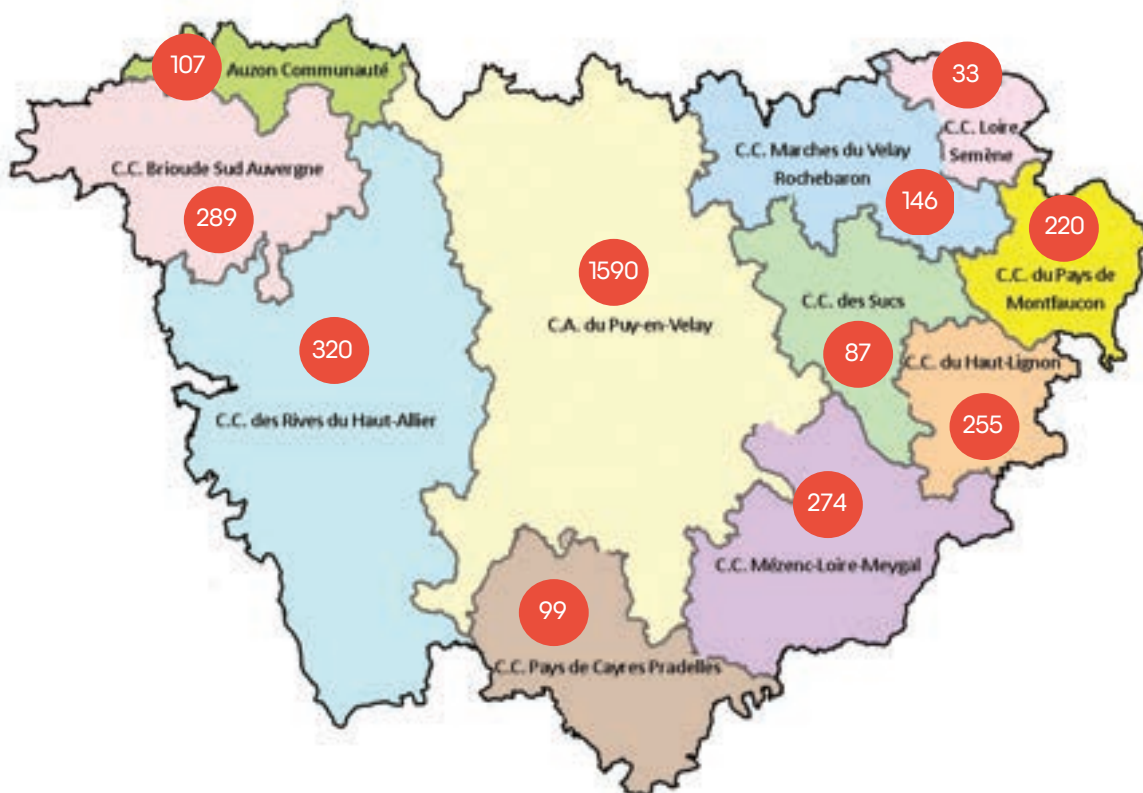 107
Auzon Communauté
33
C.C. Loire
Semène
C.C. Marches du Velay
Rochebaron
146
C.C. Brioude Sud Auvergne
289
220
C.C. du Pays de
Montfaucon
1590
C.A. du Puy-en-Velay
C.C. des Sucs
87
320
C.C. des Rives du Haut-Allier
C.C. du Haut-Lignon
255
274
C.C. Mézenc-Loire-Meygal
99
C.C. Pays de Cayres Pradelles